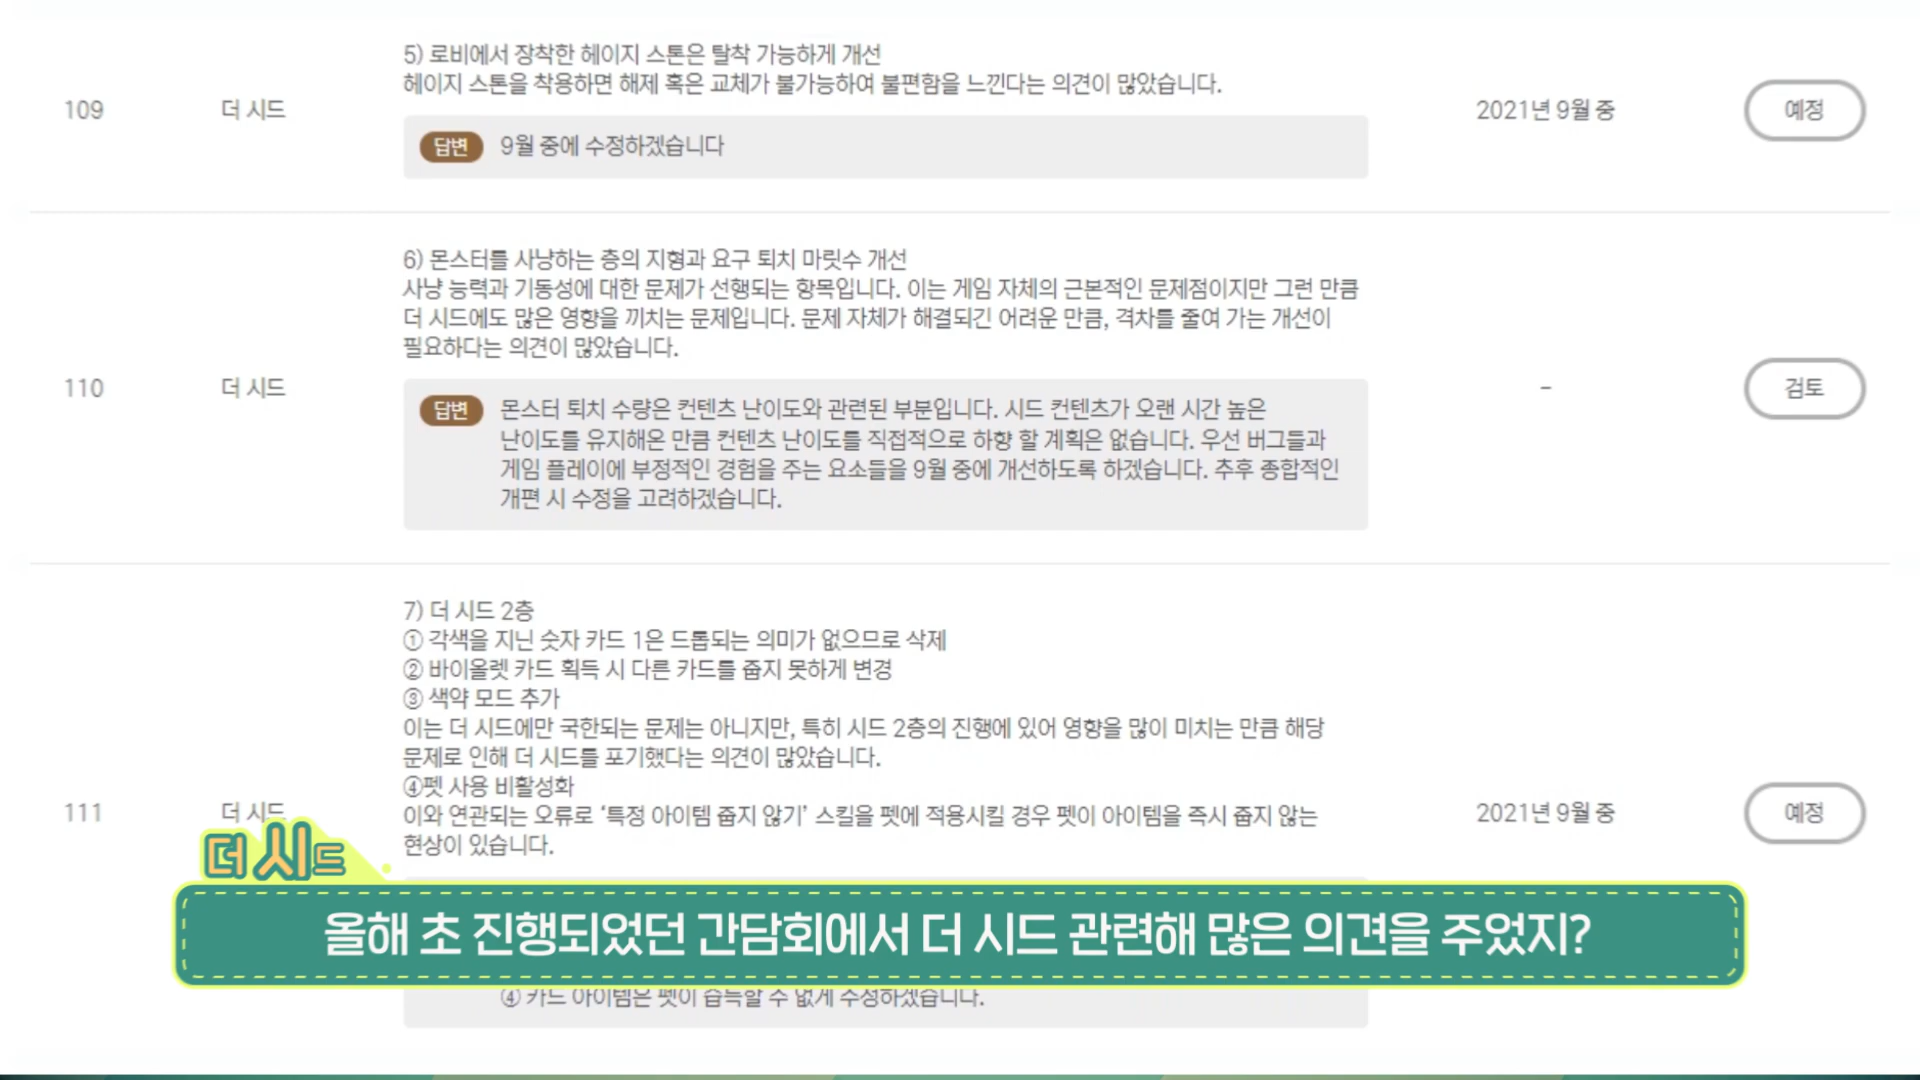 5) 로비에서 장착한 헤이지 스톤은 탈착 가능하게 개선
헤이지 스톤을 착용하면 해제 혹은 교체가 불가능하여 불편함을 느낀다는 의견이 많았습니다.
109
더 시드
2021년 9월 중
예정
답변
9월 중에 수정하겠습니다
6) 몬스터를 사냥하는 층의 지형과 요구 퇴치 마릿수 개선
사냥 능력과 기동성에 대한 문제가 선행되는 항목입니다. 이는 게임 자체의 근본적인 문제점이지만 그런 만큼
더 시드에도 많은 영향을 끼치는 문제입니다. 문제 자체가 해결되긴 어려운 만큼, 격차를 줄여 가는 개선이
필요하다는 의견이 많았습니다.
110
더 시드
-
검토
답변
몬스터 퇴치 수량은 컨텐츠 난이도와 관련된 부분입니다. 시드 컨텐츠가 오랜 시간 높은
난이도를 유지해온 만큼 컨텐츠 난이도를 직접적으로 하향 할 계획은 없습니다. 우선 버그들과
게임 플레이에 부정적인 경험을 주는 요소들을 9월 중에 개선하도록 하겠습니다. 추후 종합적인
개편 시 수정을 고려하겠습니다.
7) 더 시드 2층
① 각색을 지닌 숫자 카드 1은 드롭되는 의미가 없으므로 삭제
② 바이올렛 카드 획득 시 다른 카드를 줍지 못하게 변경
③ 색약 모드 추가
이는 더 시드에만 국한되는 문제는 아니지만, 특히 시드 2층의 진행에 있어 영향을 많이 미치는 만큼 해당
문제로 인해 더 시드를 포기했다는 의견이 많았습니다.
④펫 사용 비활성화
이와 연관되는 오류로 ‘특정 아이템 줍지 않기’ 스킬을 펫에 적용시킬 경우 펫이 아이템을 즉시 줍지 않는
현상이 있습니다.
111
더 시드
2021년 9월 중
예정
더 시드
올해 초 진행되었던 간담회에서 더 시드 관련해 많은 의견을 주었지?
④ 카드 아이템은 펫이 습득할 수 없게 수정하겠습니다.